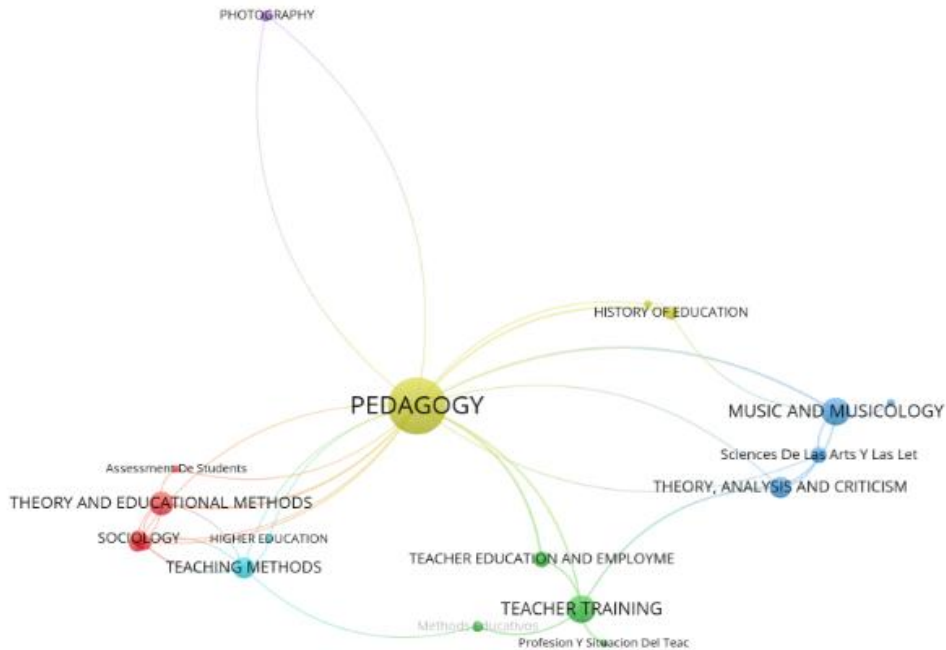 PHOTOGRAPHY
HISTORY OF EDUCATION
PEDAGOGY
MUSIC AND MUSICOLOGY
Sciences De Las Arts Y Las Let
Assessment De Students
THEORY, ANALYSIS AND CRITICISM
THEORY AND EDUCATIONAL METHODS
SOCIOLOGY
HIGHER EDUCATION
TEACHER EDUCATION AND EMPLOYME
TEACHING METHODS
TEACHER TRAINING
Methods Educativos
Profesion Y Situacion Del Teac